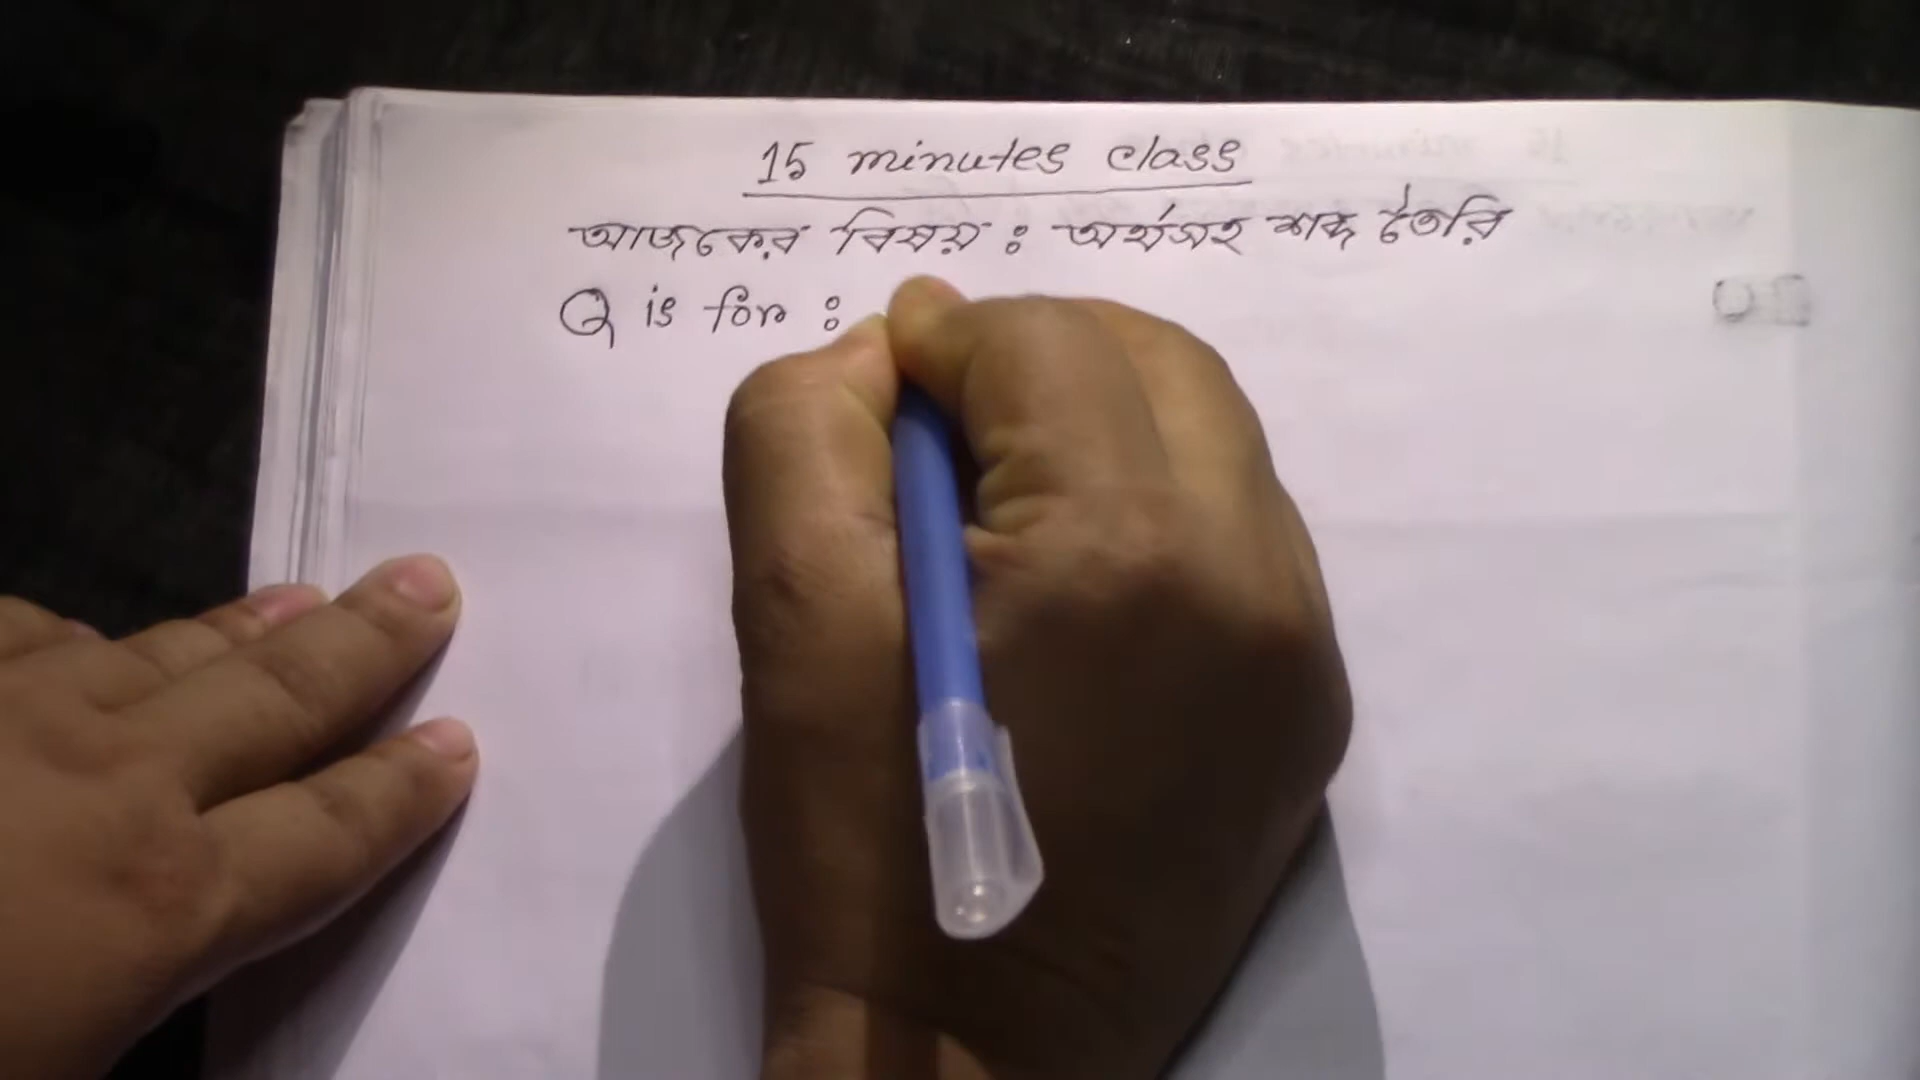 15 minutes class
আজকের বিষয় : অর্থসহ শব্দ তৈরি
Q is for :